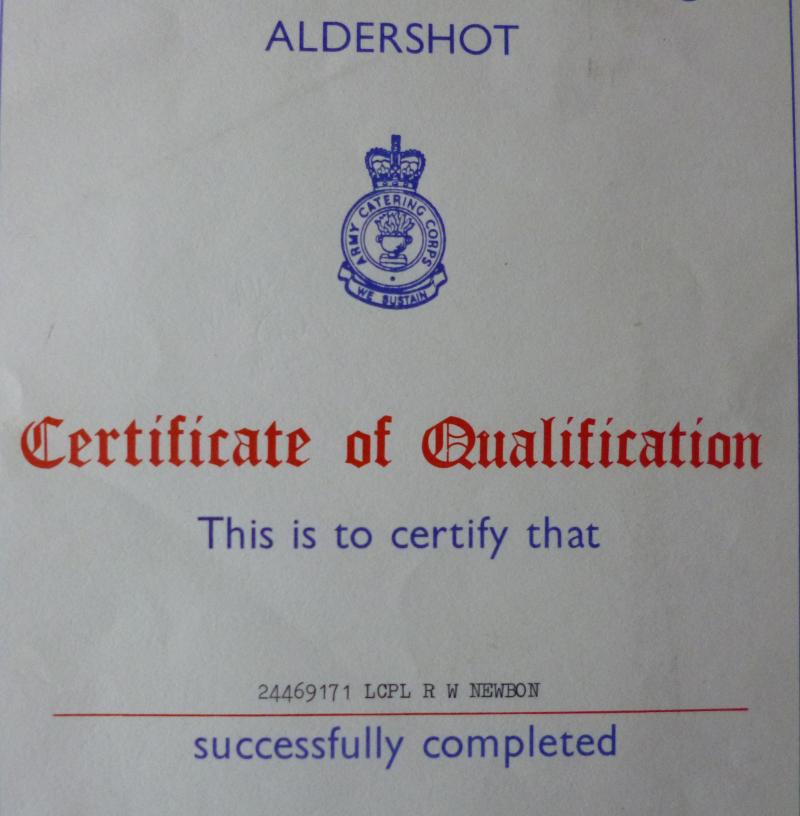 ALDERSHOT
ARMY CATERING CORPS
WE SUSTAIN
Certificate of Qualification
This is to certify that
24469171 LCPL R W NEWBON
successfully completed